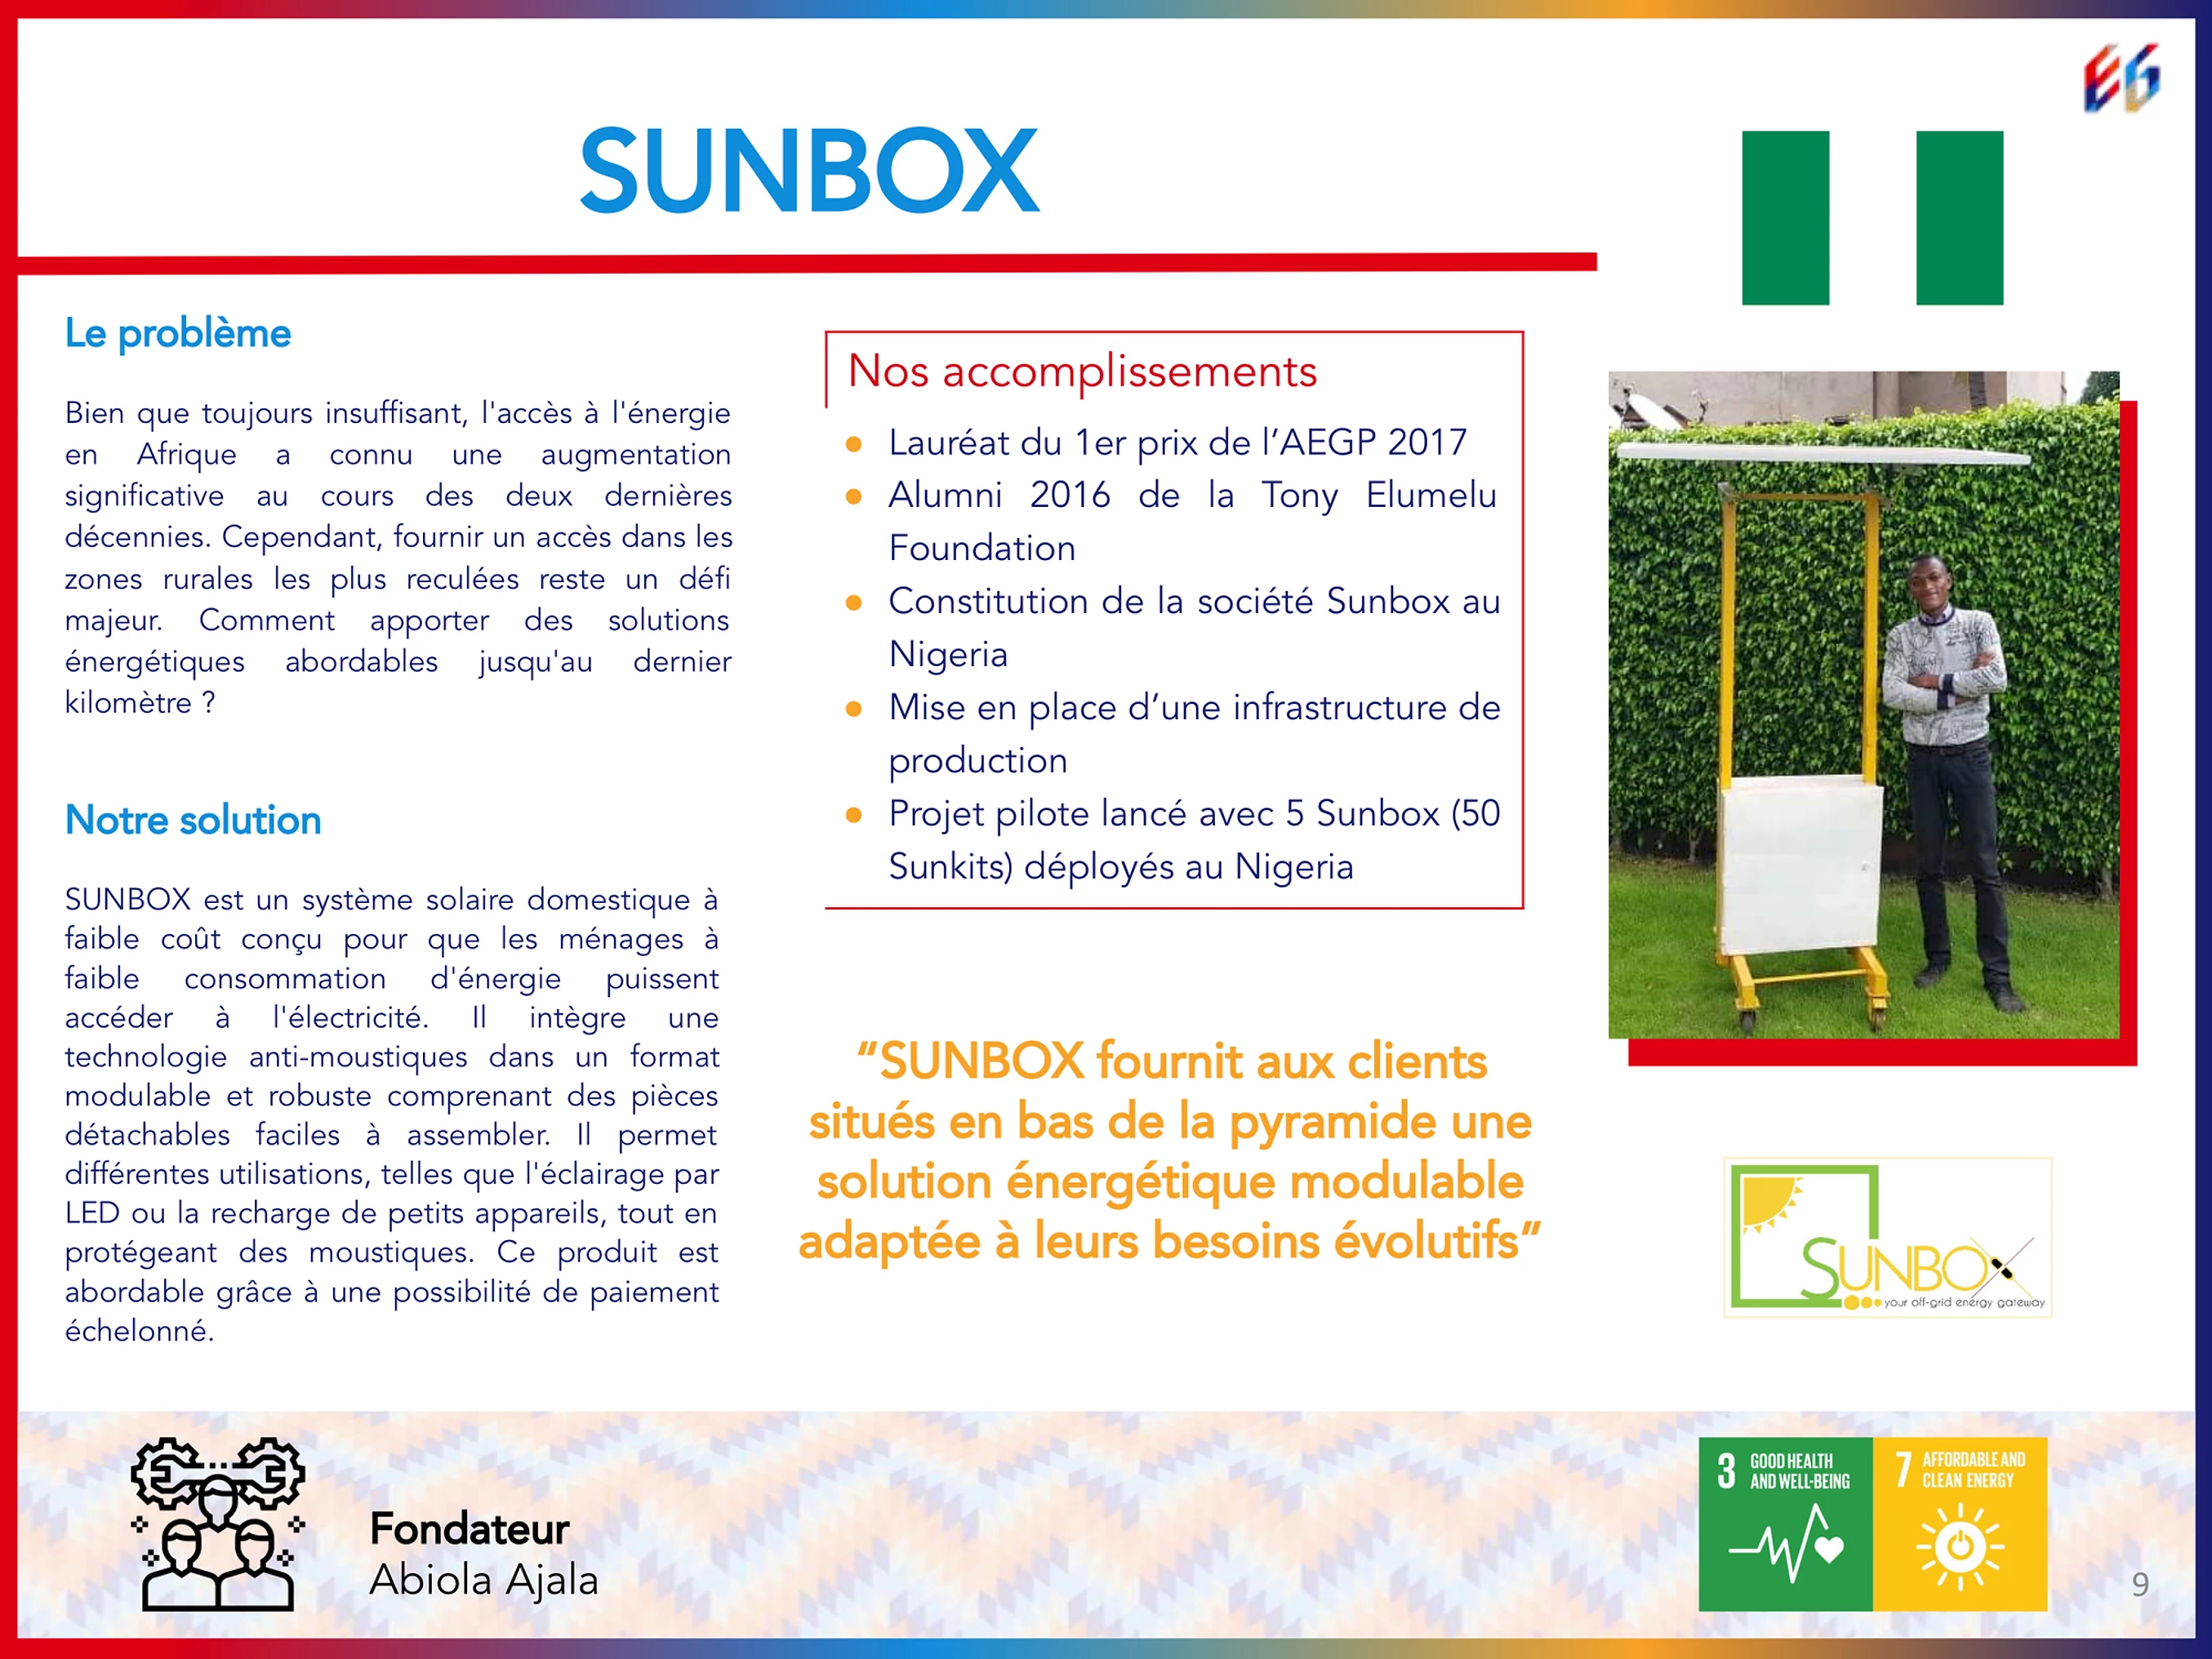 E6
SUNBOX
Le problème
Bien que toujours insuffisant, l'accès à l'énergie
en Afrique a connu une augmentation
significative au cours des deux dernières
décennies. Cependant, fournir un accès dans les
zones rurales les plus reculées reste un défi
majeur. Comment apporter des solutions
énergétiques abordables jusqu'au dernier
kilomètre ?
Notre solution
SUNBOX est un système solaire domestique à
faible coût conçu pour que les ménages à
faible consommation d'énergie puissent
accéder à l'électricité. Il intègre une
technologie anti-moustiques dans un format
modulable et robuste comprenant des pièces
détachables faciles à assembler. Il permet
différentes utilisations, telles que l'éclairage par
LED ou la recharge de petits appareils, tout en
protégeant des moustiques. Ce produit est
abordable grâce à une possibilité de paiement
échelonné.
Nos accomplissements
● Lauréat du 1er prix de l’AEGP 2017
● Alumni 2016 de la Tony Elumelu
Foundation
● Constitution de la société Sunbox au
Nigeria
● Mise en place d’une infrastructure de
production
● Projet pilote lancé avec 5 Sunbox (50
Sunkits) déployés au Nigeria
“SUNBOX fournit aux clients
situés en bas de la pyramide une
solution énergétique modulable
adaptée à leurs besoins évolutifs”
SUNBOX
your off-grid energy gateway
Fondateur
Abiola Ajala
3 GOOD HEALTH
AND WELL-BEING
7 AFFORDABLE AND
CLEAN ENERGY
9